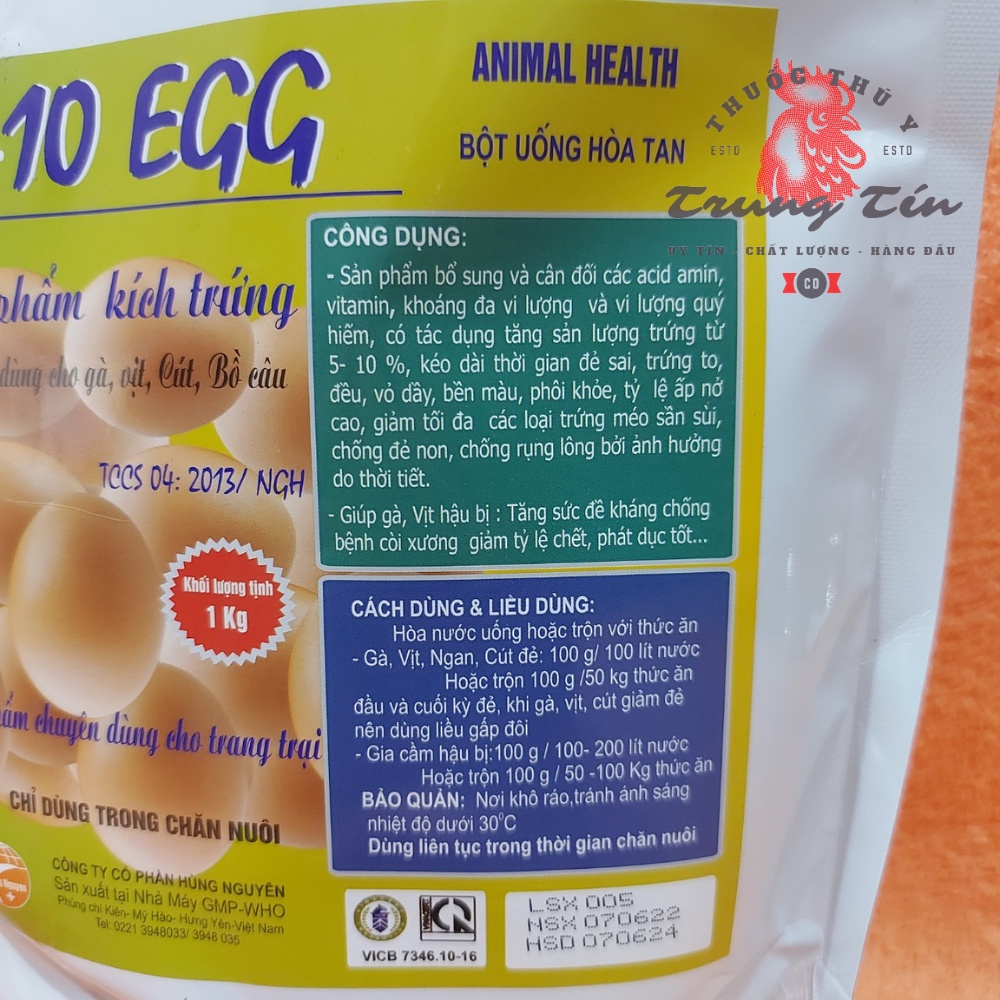 10 EGG
ANIMAL HEALTH
BỘT UỐNG HÒA TAN
THUỐC THÚ Y
ESTD
ESTD
Trung Tín
UY TÍN - CHẤT LƯỢNG - HÀNG ĐẦU
CO
phẩm kích trứng
dùng cho gà, vịt, Cút, Bồ câu
TCCS 04: 2013/ NGH
Khối lượng tịnh
1 Kg
chuyên dùng cho trang trại
CHỈ DÙNG TRONG CHĂN NUÔI
CÔNG TY CỔ PHẦN HÙNG NGUYÊN
Sản xuất tại Nhà Máy GMP-WHO
Phùng chí Kiên- Mỹ Hào- Hưng Yên-Việt Nam
Tel: 0221 3948033/ 3948 035
CÔNG DỤNG:
- Sản phẩm bổ sung và cân đối các acid amin,
vitamin, khoáng đa vi lượng và vi lượng quý
hiếm, có tác dụng tăng sản lượng trứng từ
5- 10 %, kéo dài thời gian đẻ sai, trứng to,
đều, vỏ dầy, bền màu, phôi khỏe, tỷ lệ ấp nở
cao, giảm tối đa các loại trứng méo sần sùi,
chống đẻ non, chống rụng lông bởi ảnh hưởng
do thời tiết.
- Giúp gà, Vịt hậu bị : Tăng sức đề kháng chống
bệnh còi xương giảm tỷ lệ chết, phát dục tốt...
CÁCH DÙNG & LIỀU DÙNG:
Hòa nước uống hoặc trộn với thức ăn
- Gà, Vịt, Ngan, Cút đẻ: 100 g/ 100 lít nước
Hoặc trộn 100 g /50 kg thức ăn
đầu và cuối kỳ đẻ, khi gà, vịt, cút giảm đẻ
nên dùng liều gấp đôi
- Gia cầm hậu bị:100 g / 100- 200 lít nước
Hoặc trộn 100 g / 50 -100 Kg thức ăn
BẢO QUẢN: Nơi khô ráo,tránh ánh sáng
nhiệt độ dưới 30⁰C
Dùng liên tục trong thời gian chăn nuôi
VICB 7346.10-16
LSX 005
NSX 070622
HSD 070624